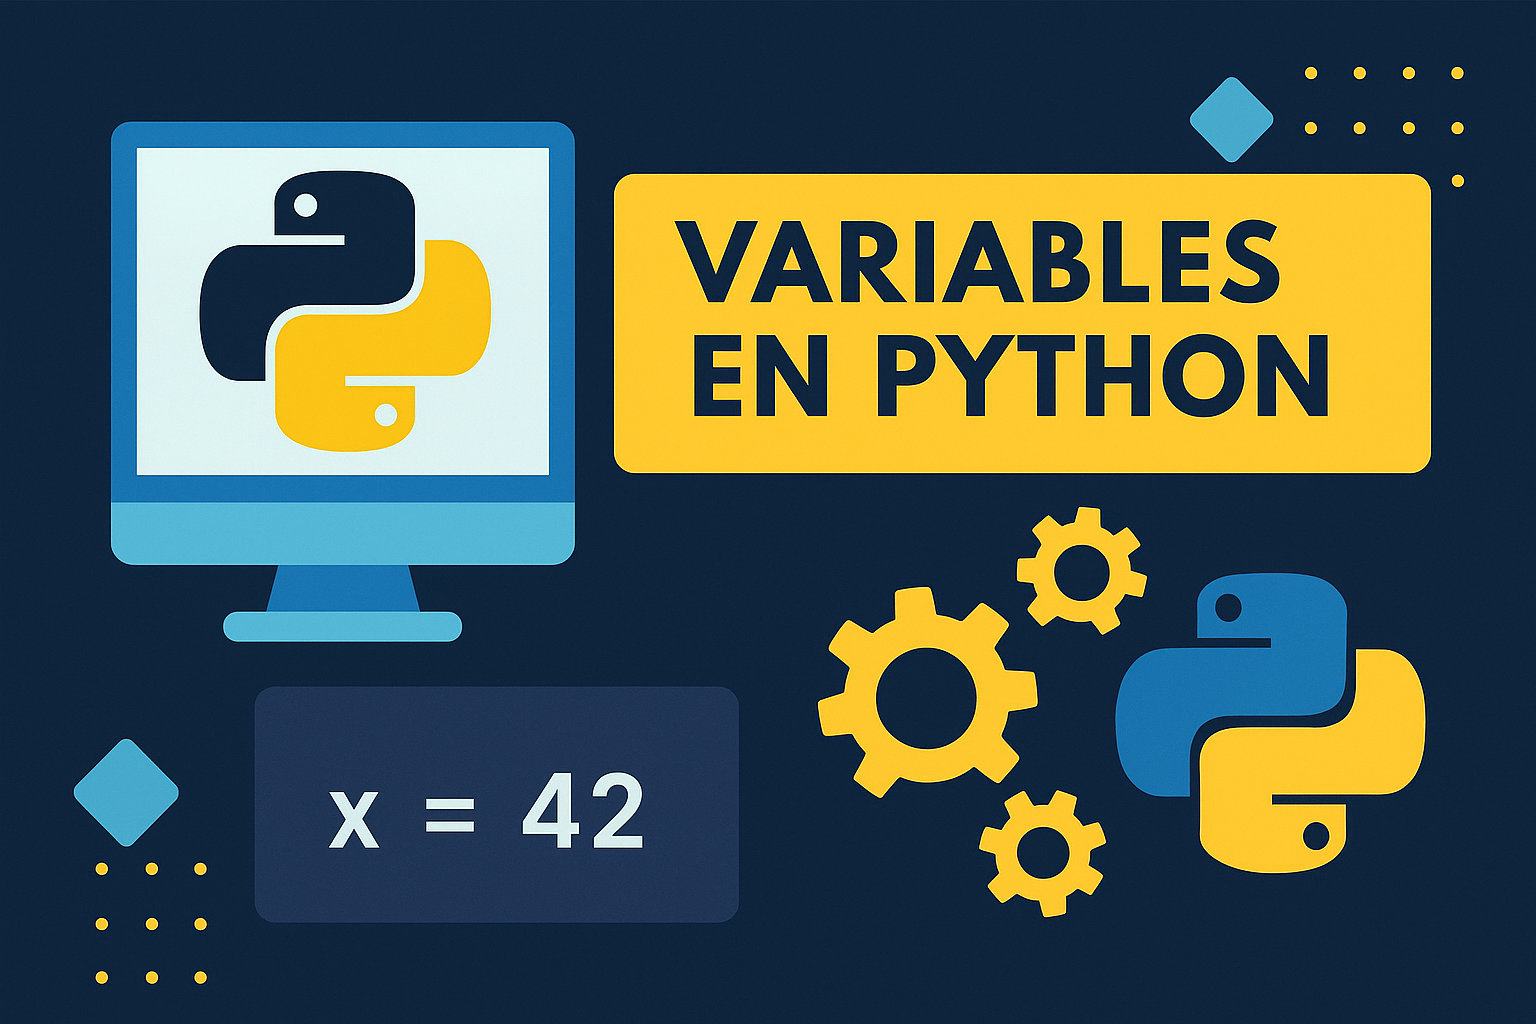 VARIABLES
EN PYTHON
x = 42